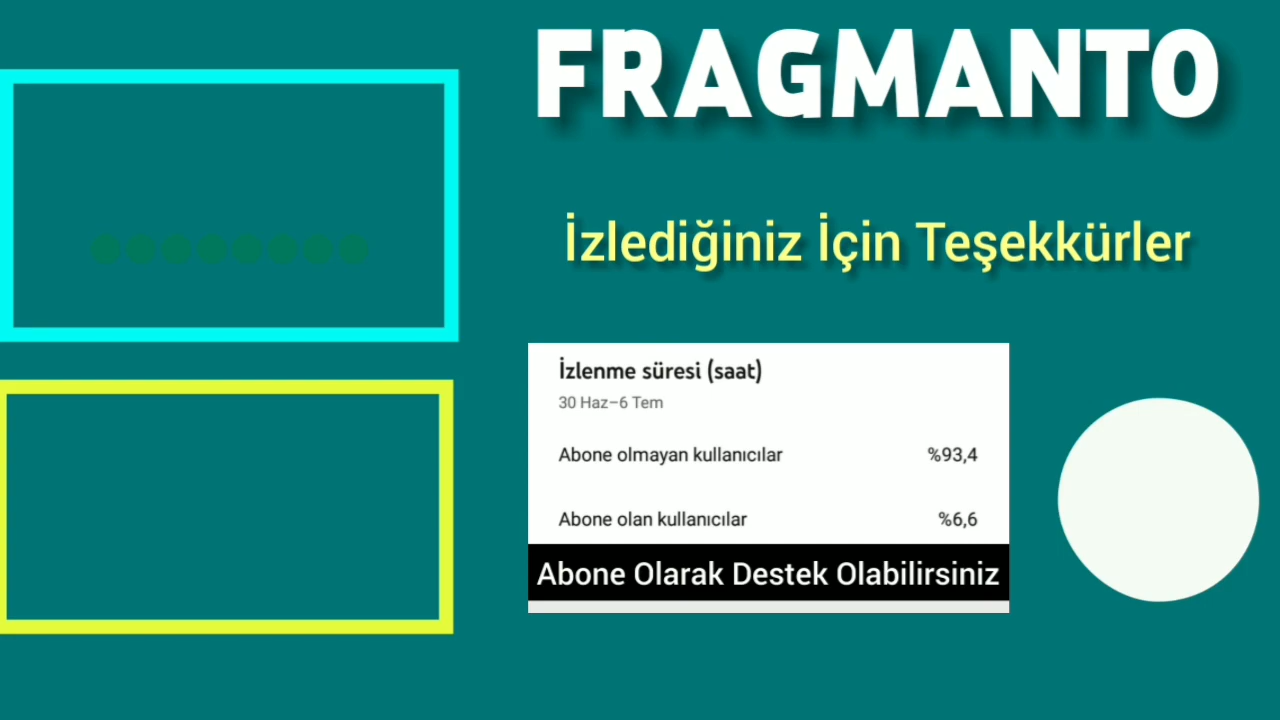 FRAGMANTO
İzlediğiniz İçin Teşekkürler
İzlenme süresi (saat)
30 Haz–6 Tem
Abone olmayan kullanıcılar %93,4
Abone olan kullanıcılar %6,6
Abone Olarak Destek Olabilirsiniz